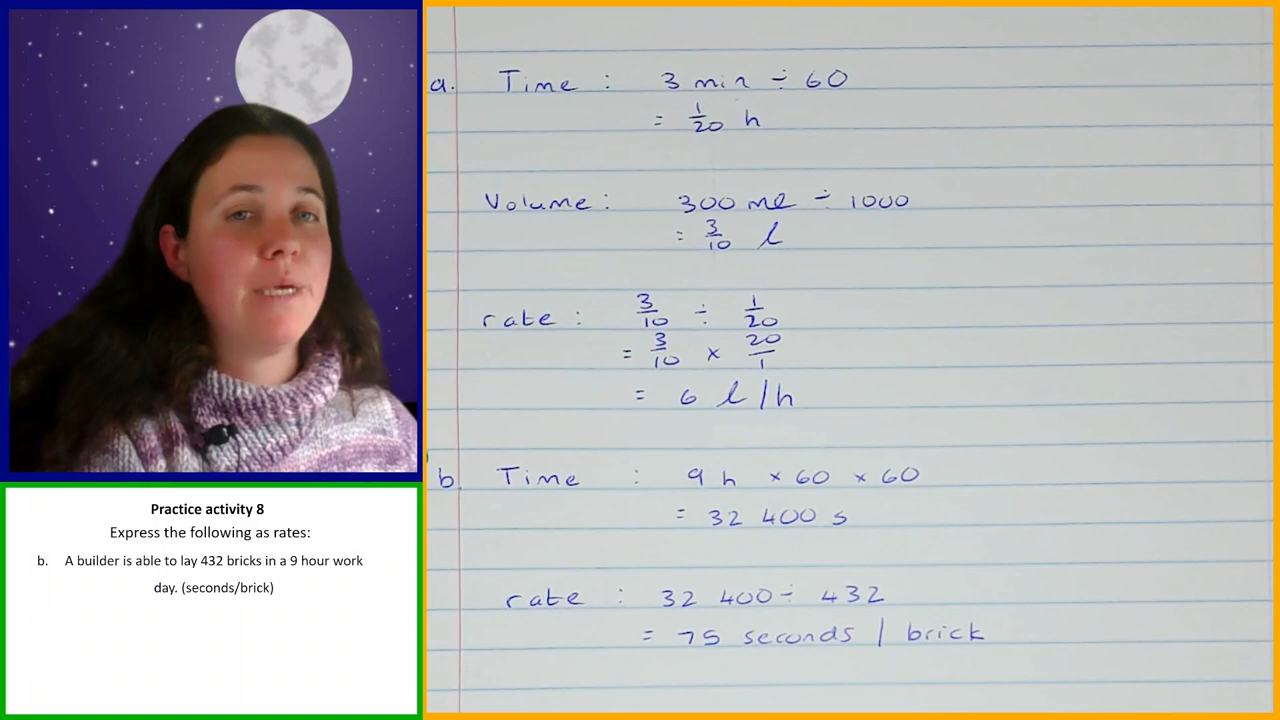 a. Time : 3 min ÷ 60
= 1/20 h
Volume : 300 ml ÷ 1000
= 3/10 l
rate : 3/10 ÷ 1/20
= 3/10 × 20/1
= 6 l/h
b. Time : 9 h × 60 × 60
= 32 400 s
rate : 32 400 ÷ 432
= 75 seconds / brick
Practice activity 8
Express the following as rates:
b. A builder is able to lay 432 bricks in a 9 hour work
day. (seconds/brick)